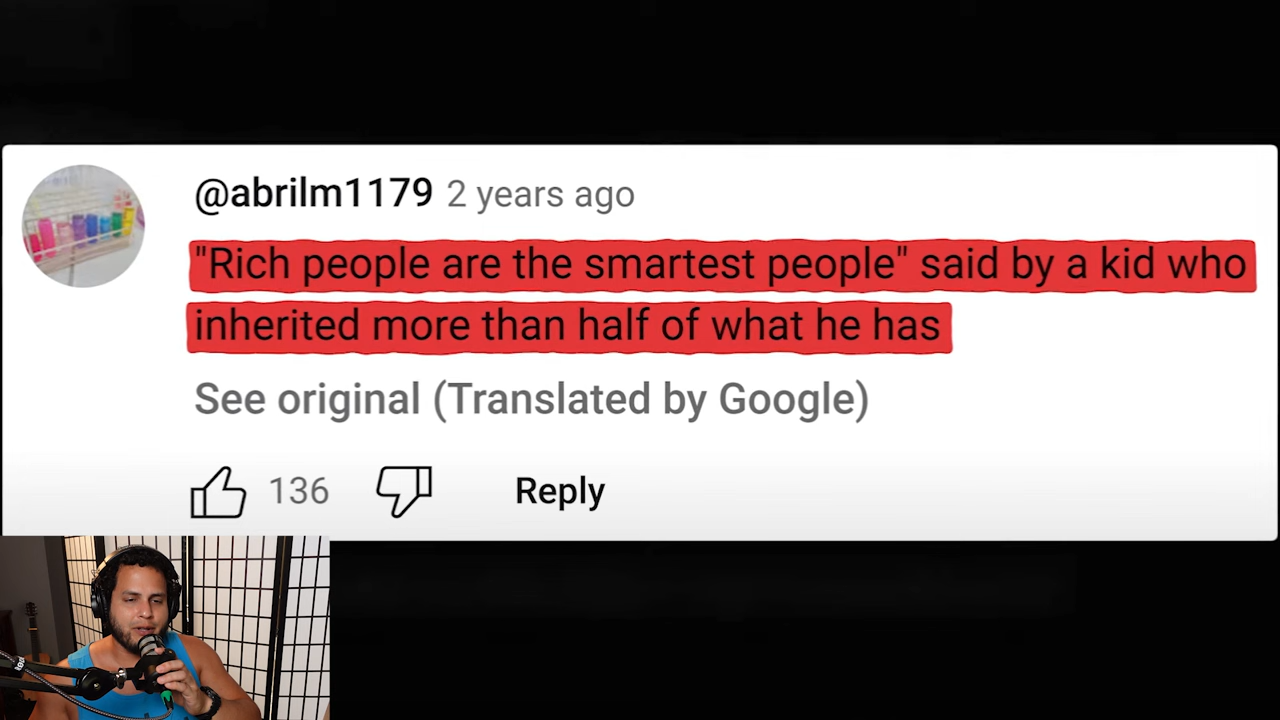 @abrilm1179 2 years ago
"Rich people are the smartest people" said by a kid who
inherited more than half of what he has
See original (Translated by Google)
136 Reply